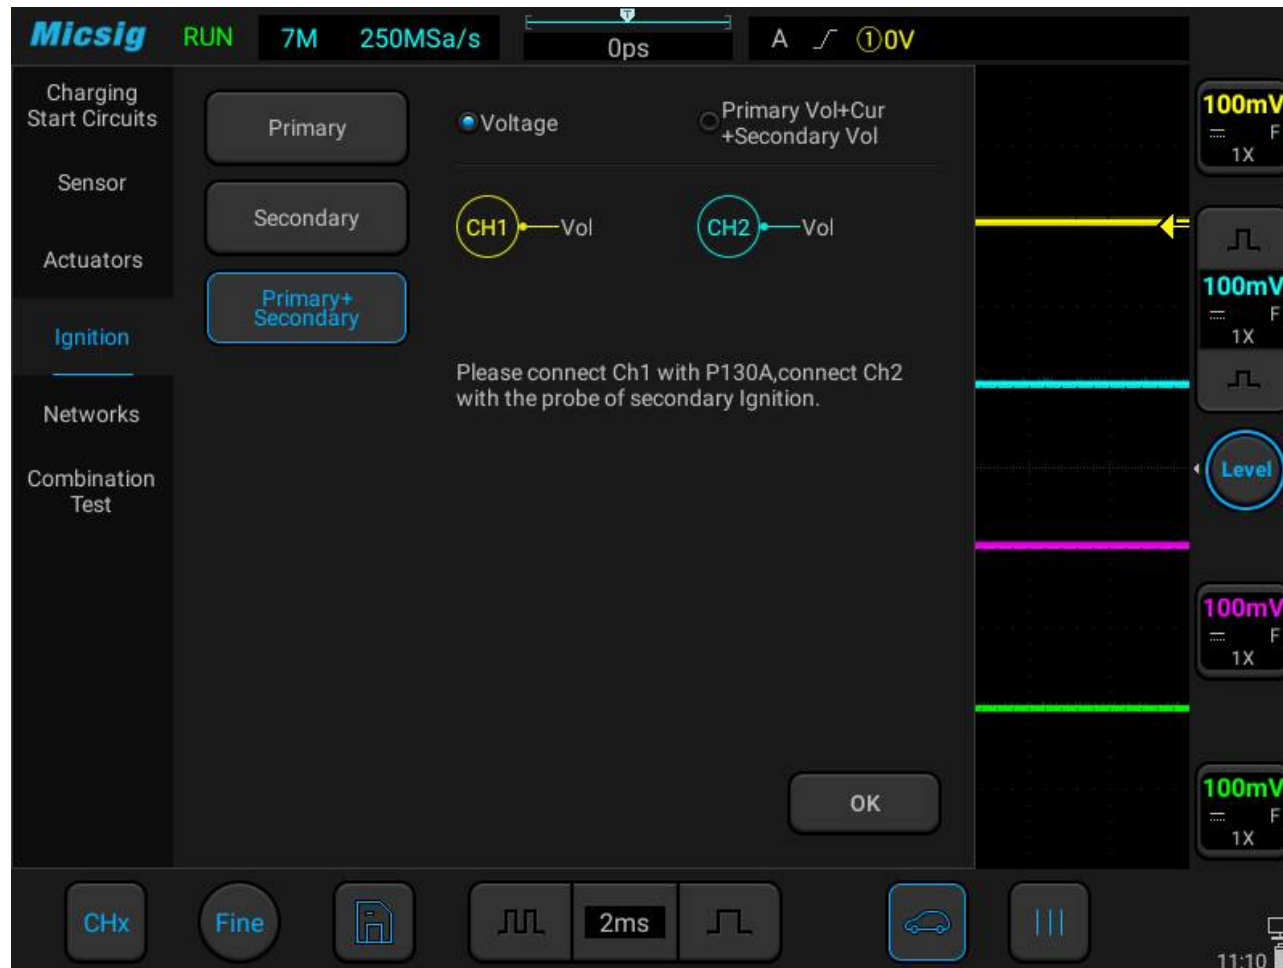 Micsig RUN 7M 250MSa/s T 0ps A ①0V
Charging
Start Circuits
Sensor
Actuators
Ignition
Networks
Combination
Test
Primary
Secondary
Primary+
Secondary
Voltage
Primary Vol+Cur
+Secondary Vol
CH1 Vol
CH2 Vol
Please connect Ch1 with P130A,connect Ch2
with the probe of secondary Ignition.
OK
100mV
F
1X
100mV
F
1X
Level
100mV
F
1X
100mV
F
1X
CHx
Fine
2ms
11:10